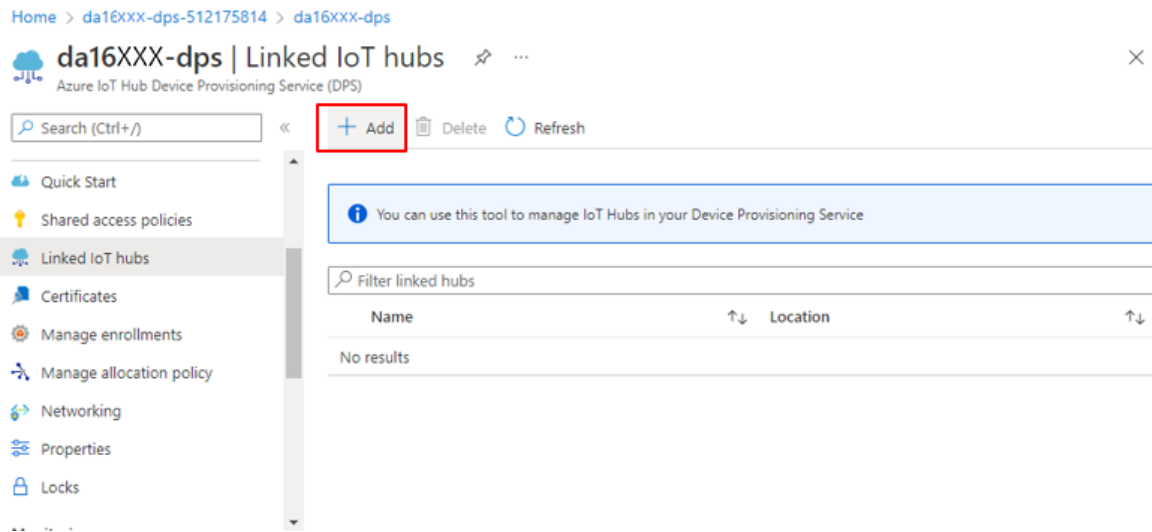 Home > da16XXX-dps-512175814 > da16XXX-dps
da16XXX-dps | Linked IoT hubs
Azure IoT Hub Device Provisioning Service (DPS)
Search (Ctrl+/)
Add Delete Refresh
Quick Start
Shared access policies
Linked IoT hubs
Certificates
Manage enrollments
Manage allocation policy
Networking
Properties
Locks
You can use this tool to manage IoT Hubs in your Device Provisioning Service
Filter linked hubs
Name Location
No results